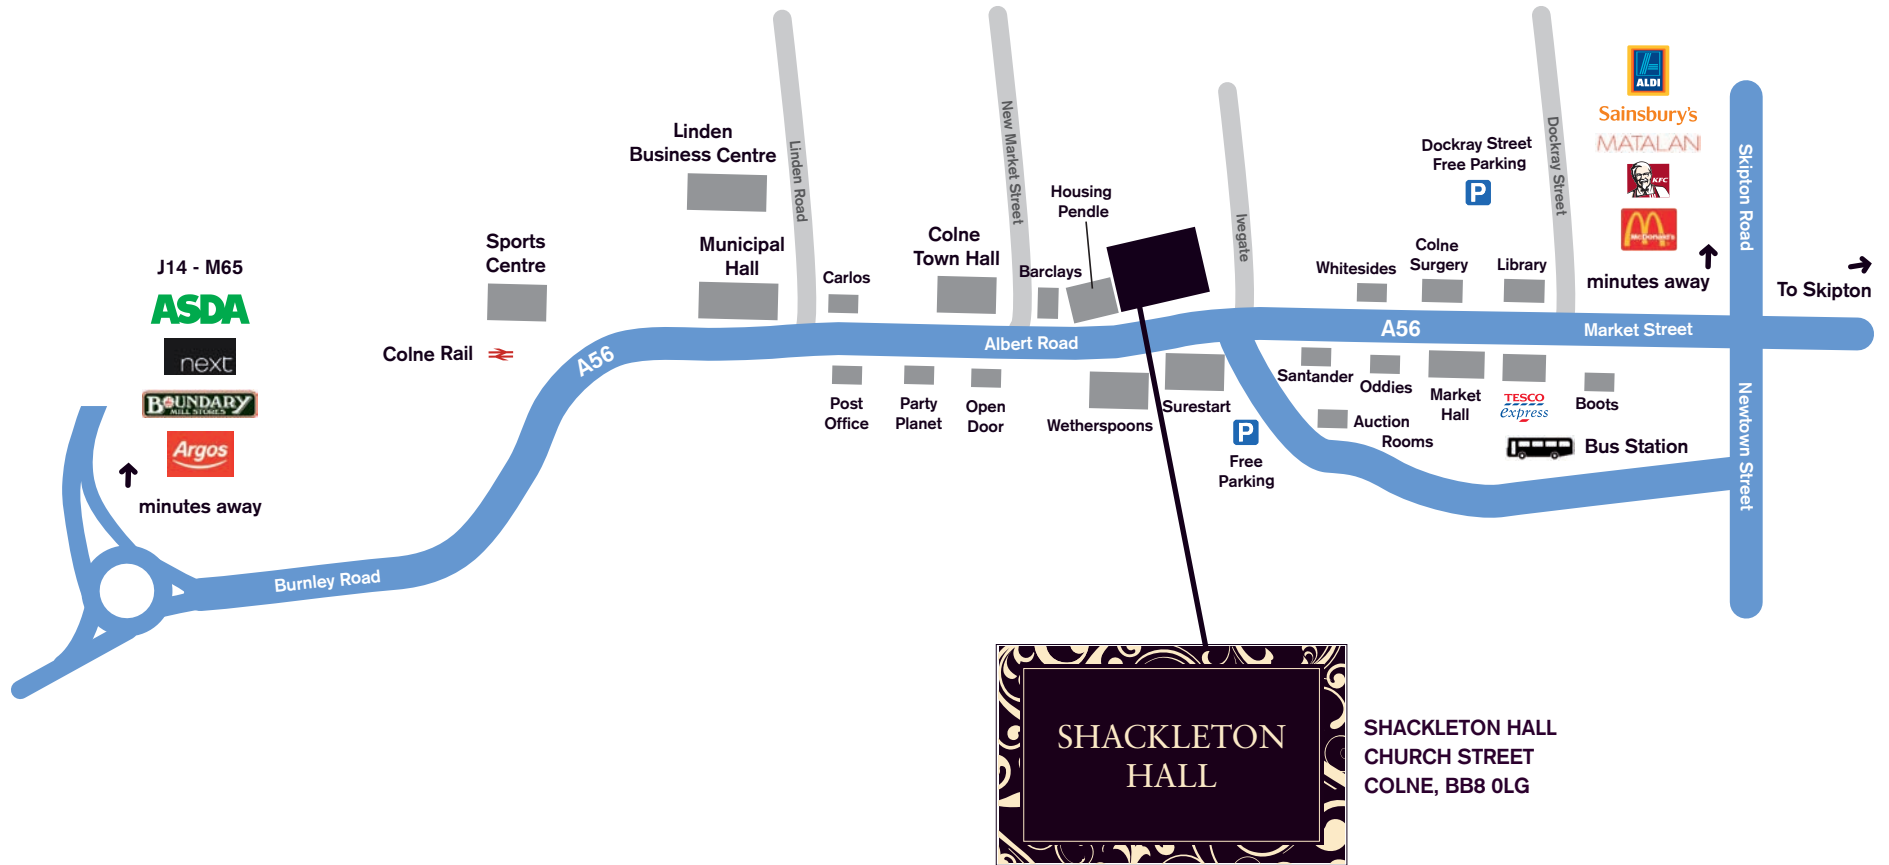 J14 - M65
ASDA
next
BOUNDARY
MILL STORES
Argos
minutes away
Burnley Road
A56
Colne Rail
Sports
Centre
Linden
Business Centre
Municipal
Hall
Linden Road
Carlos
Colne
Town Hall
New Market Street
Barclays
Housing
Pendle
Albert Road
Post
Office
Party
Planet
Open
Door
Wetherspoons
Surestart
Ivegate
P
Free
Parking
Whitesides
Colne
Surgery
Library
Dockray Street
Free Parking
P
Dockray Street
A56
Market Street
Santander
Oddies
Market
Hall
TESCO
express
Boots
Auction
Rooms
Bus Station
ALDI
Sainsbury's
MATALAN
KFC
McDonald's
minutes away
Skipton Road
To Skipton
Newtown Street
SHACKLETON
HALL
SHACKLETON HALL
CHURCH STREET
COLNE, BB8 0LG